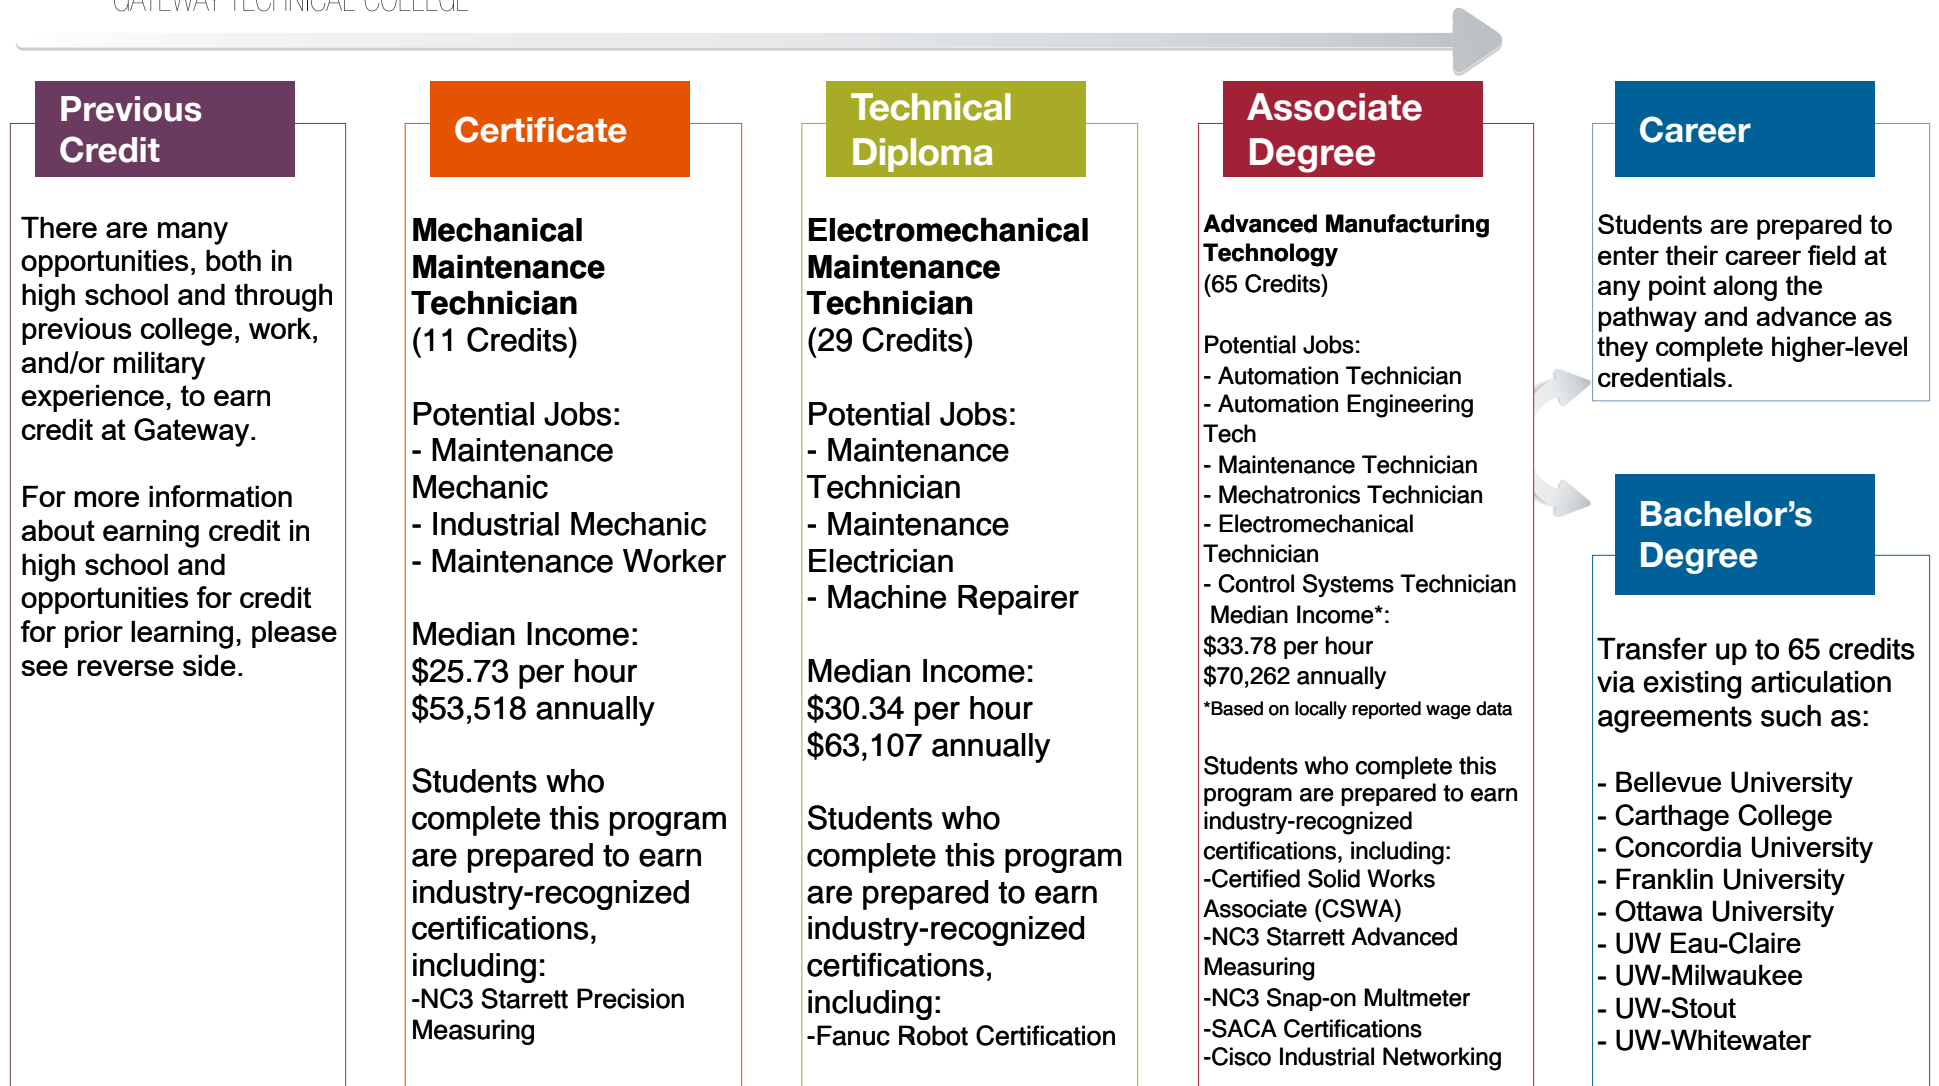 GATEWAY TECHNICAL COLLEGE
Previous
Credit
There are many
opportunities, both in
high school and through
previous college, work,
and/or military
experience, to earn
credit at Gateway.
For more information
about earning credit in
high school and
opportunities for credit
for prior learning, please
see reverse side.
Certificate
Mechanical
Maintenance
Technician
(11 Credits)
Potential Jobs:
- Maintenance
Mechanic
- Industrial Mechanic
- Maintenance Worker
Median Income:
$25.73 per hour
$53,518 annually
Students who
complete this program
are prepared to earn
industry-recognized
certifications,
including:
-NC3 Starrett Precision
Measuring
Technical
Diploma
Electromechanical
Maintenance
Technician
(29 Credits)
Potential Jobs:
- Maintenance
Technician
- Maintenance
Electrician
- Machine Repairer
Median Income:
$30.34 per hour
$63,107 annually
Students who
complete this program
are prepared to earn
industry-recognized
certifications,
including:
-Fanuc Robot Certification
Associate
Degree
Advanced Manufacturing
Technology
(65 Credits)
Potential Jobs:
- Automation Technician
- Automation Engineering
Tech
- Maintenance Technician
- Mechatronics Technician
- Electromechanical
Technician
- Control Systems Technician
Median Income*:
$33.78 per hour
$70,262 annually
*Based on locally reported wage data
Students who complete this
program are prepared to earn
industry-recognized
certifications, including:
-Certified Solid Works
Associate (CSWA)
-NC3 Starrett Advanced
Measuring
-NC3 Snap-on Multmeter
-SACA Certifications
-Cisco Industrial Networking
Career
Students are prepared to
enter their career field at
any point along the
pathway and advance as
they complete higher-level
credentials.
Bachelor's
Degree
Transfer up to 65 credits
via existing articulation
agreements such as:
- Bellevue University
- Carthage College
- Concordia University
- Franklin University
- Ottawa University
- UW Eau-Claire
- UW-Milwaukee
- UW-Stout
- UW-Whitewater